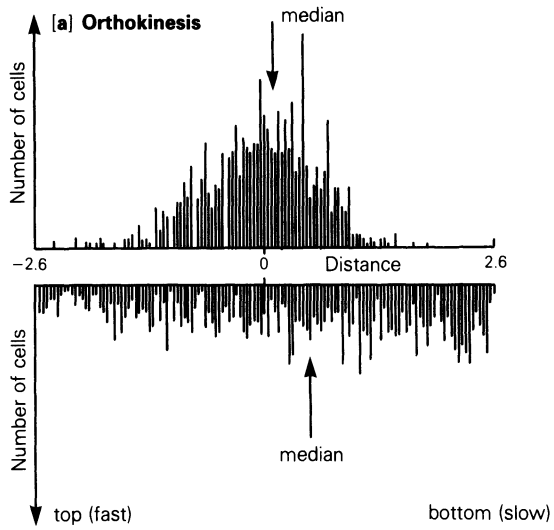 [a] Orthokinesis
median
Number of cells
−2.6 0 Distance 2.6
Number of cells
median
top (fast) bottom (slow)